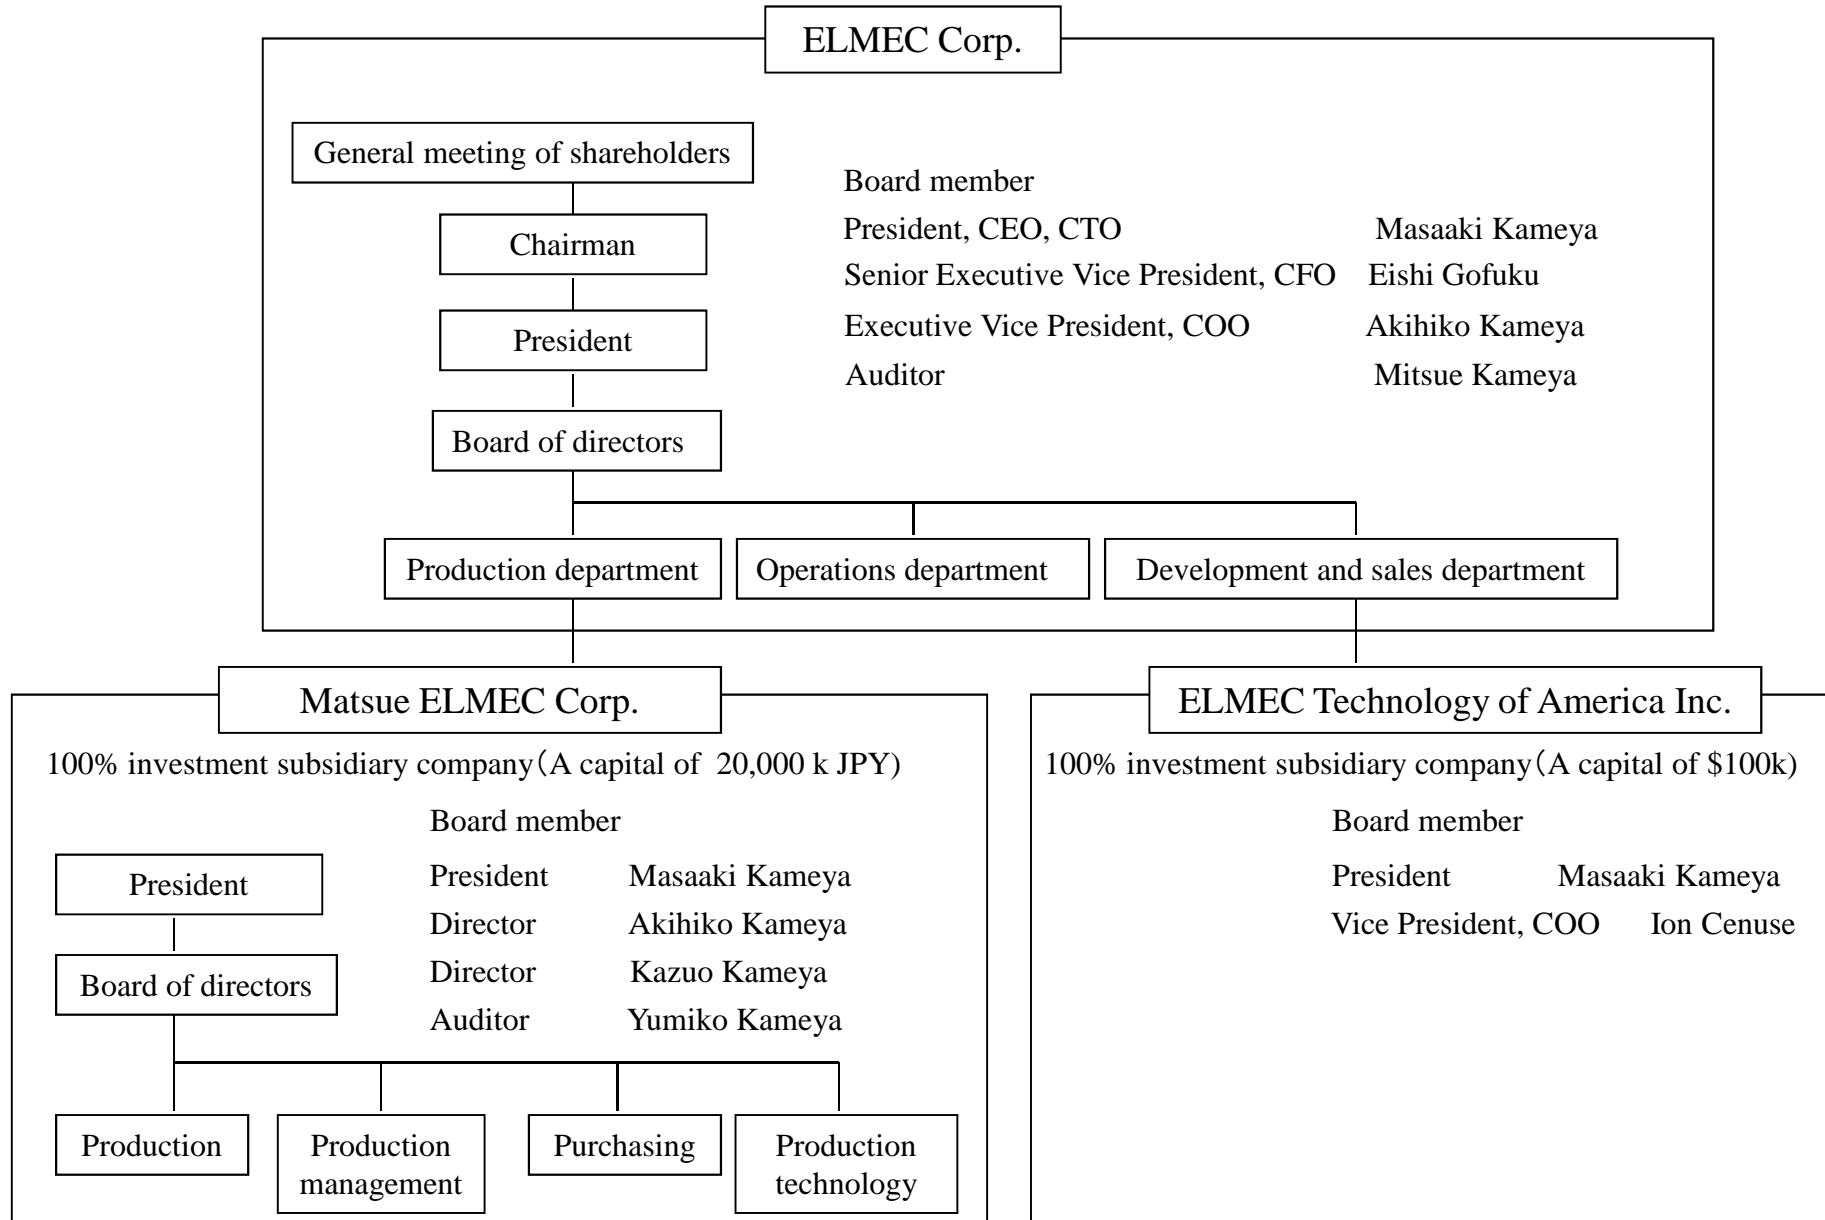 ELMEC Corp.
General meeting of shareholders
Chairman
President
Board of directors
Board member
President, CEO, CTO Masaaki Kameya
Senior Executive Vice President, CFO Eishi Gofuku
Executive Vice President, COO Akihiko Kameya
Auditor Mitsue Kameya
Production department
Operations department
Development and sales department
Matsue ELMEC Corp.
100% investment subsidiary company（A capital of 20,000 k JPY)
Board member
President Masaaki Kameya
Director Akihiko Kameya
Director Kazuo Kameya
Auditor Yumiko Kameya
President
Board of directors
Production
Production
management
Purchasing
Production
technology
ELMEC Technology of America Inc.
100% investment subsidiary company（A capital of $100k)
Board member
President Masaaki Kameya
Vice President, COO Ion Cenuse